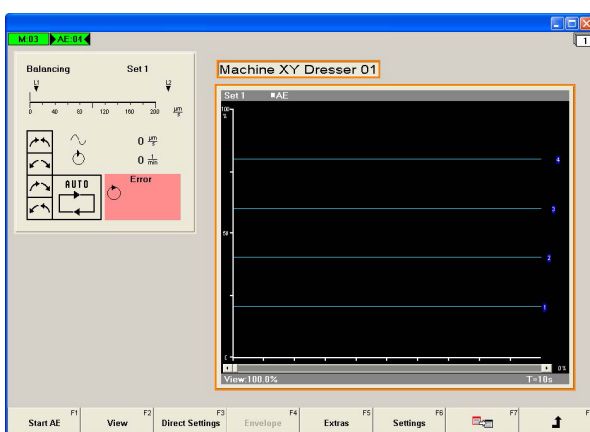 M:03 AE:04
1
Balancing Set 1
L1 L2
0 40 80 120 160 200 µm/s
0 µm/s
0 1/min
AUTO
Error
Machine XY Dresser 01
Set 1 ■AE
100
%
4
3
50
2
1
0%
View:100.0% T=10s
F1 F2 F3 F4 F5 F6 F7 F
Start AE View Direct Settings Envelope Extras Settings